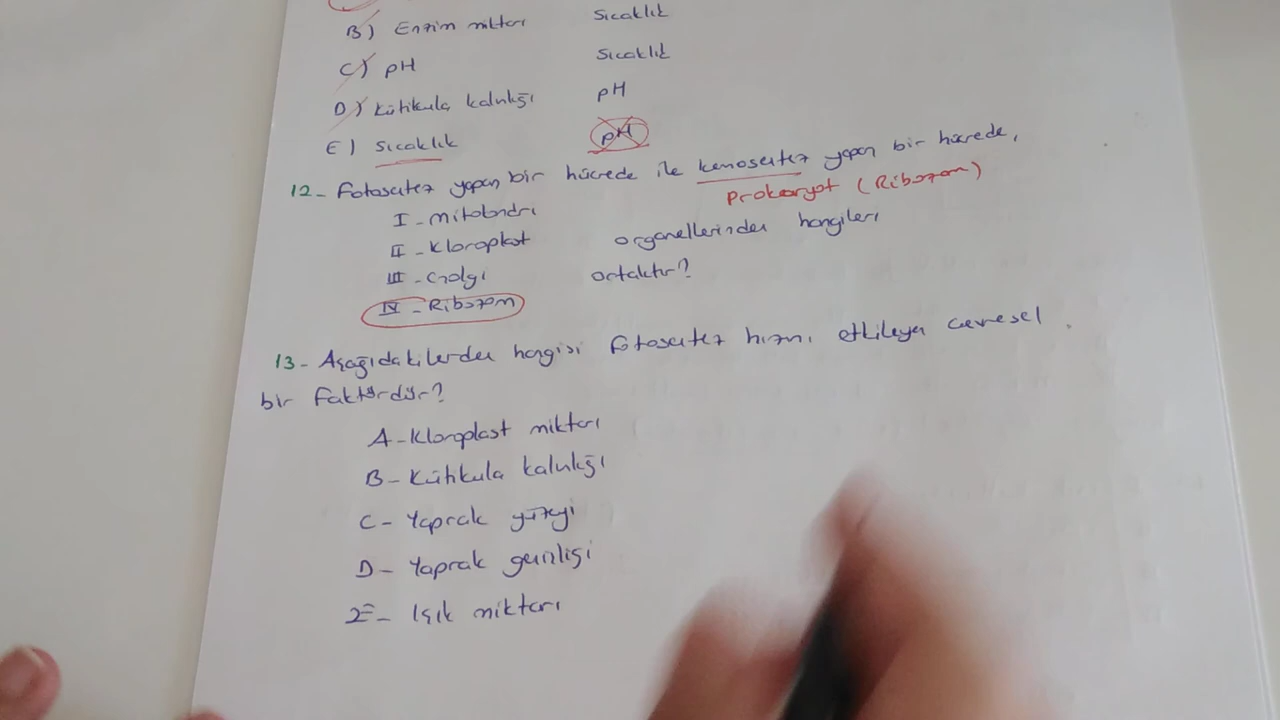 B) Enzim miktarı Sıcaklık
C) pH Sıcaklık
D) Kütikula kalınlığı pH
E) Sıcaklık pH
12- Fotosentez yapan bir hücrede ile kemosentez yapan bir hücrede,
Prokaryot (Ribozom)
I - mitokondri
II - Kloroplast organellerinden hangileri
III - Golgi ortaktır?
IV - Ribozom
13- Aşağıdakilerden hangisi fotosentez hızını etkileyen çevresel
bir faktördür?
A- Kloroplast miktarı
B- Kütikula kalınlığı
C- Yaprak yüzeyi
D- Yaprak genişliği
E- Işık miktarı